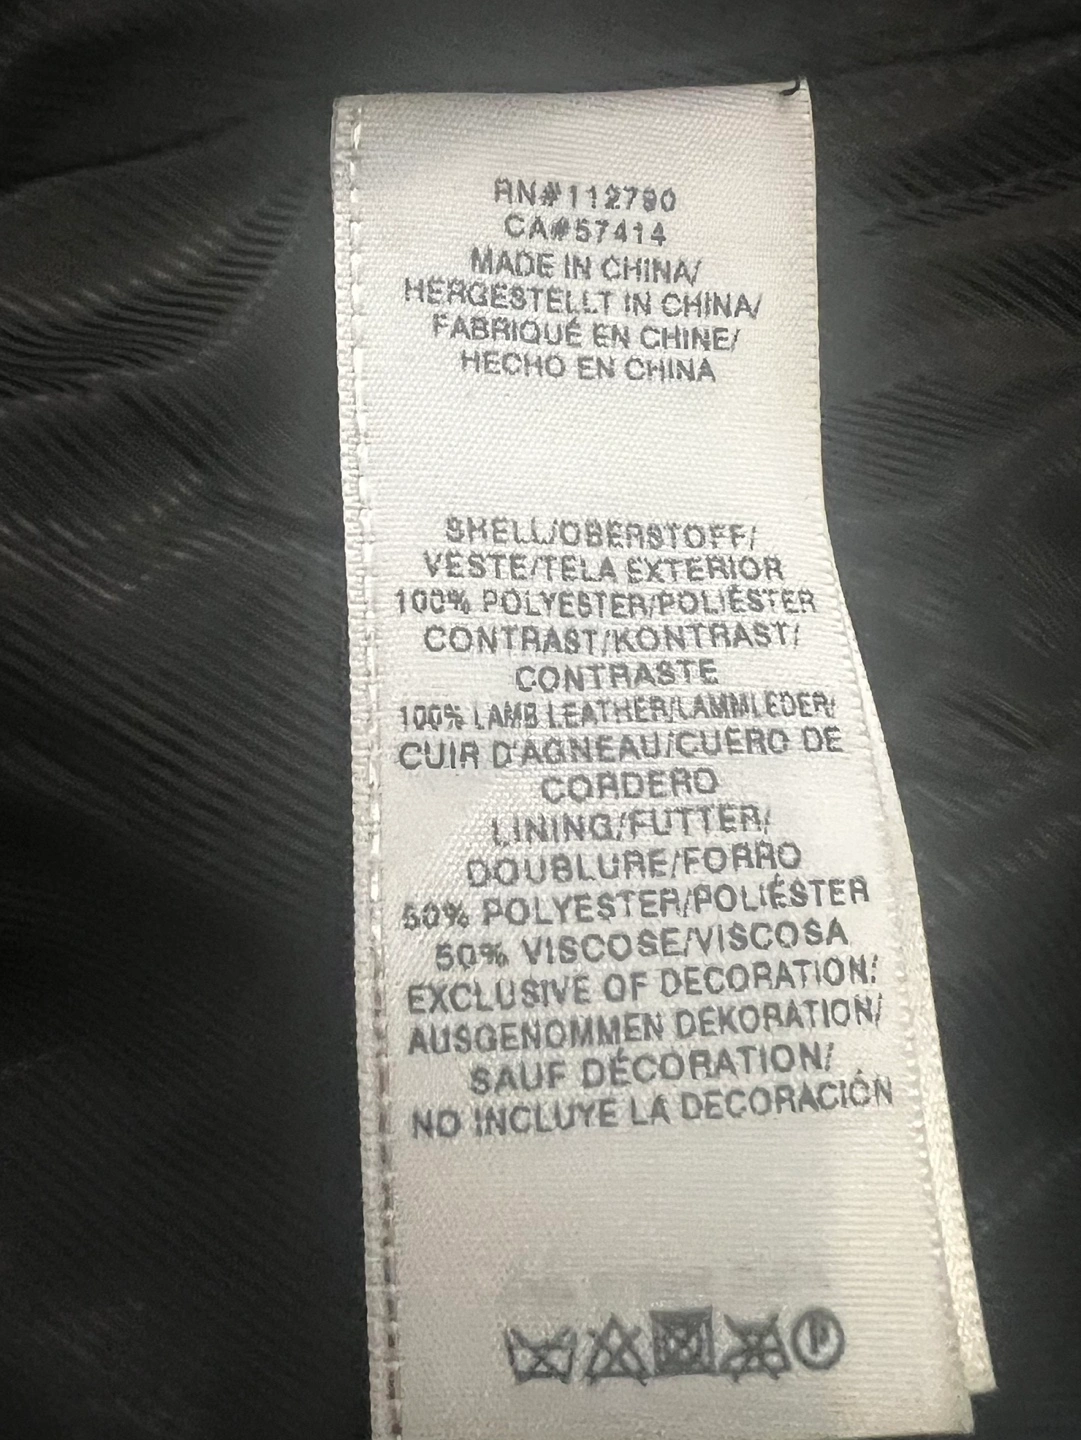 RN#112790
CA#57414
MADE IN CHINA/
HERGESTELLT IN CHINA/
FABRIQUÉ EN CHINE/
HECHO EN CHINA
SHELL/OBERSTOFF/
VESTE/TELA EXTERIOR
100% POLYESTER/POLIÉSTER
CONTRAST/KONTRAST/
CONTRASTE
100% LAMB LEATHER/LAMMLEDER/
CUIR D'AGNEAU/CUERO DE
CORDERO
LINING/FUTTER/
DOUBLURE/FORRO
50% POLYESTER/POLIÉSTER
50% VISCOSE/VISCOSA
EXCLUSIVE OF DECORATION/
AUSGENOMMEN DEKORATION/
SAUF DÉCORATION/
NO INCLUYE LA DECORACIÓN